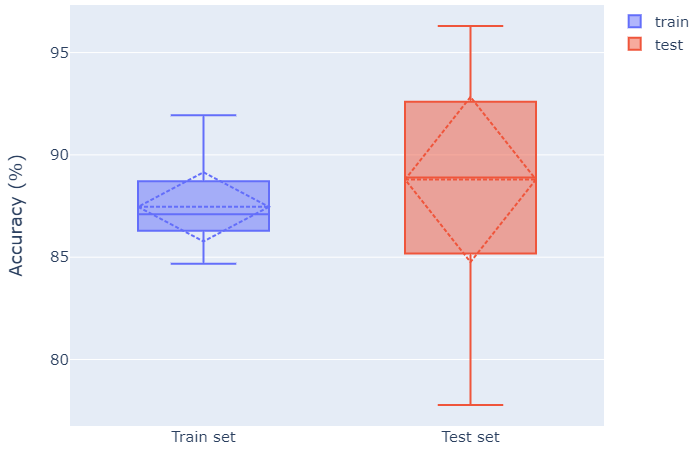 train
test
Accuracy (%)
95
90
85
80
Train set
Test set